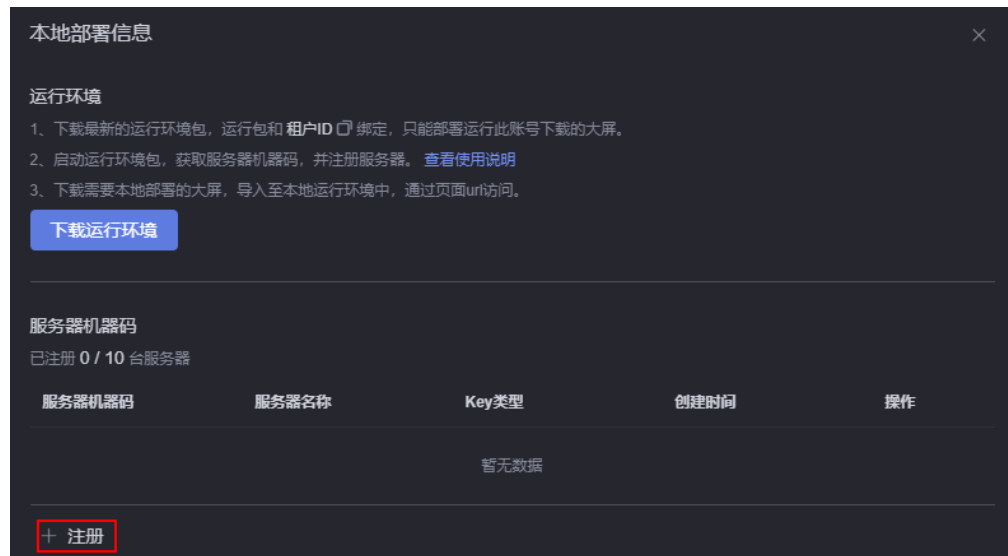 本地部署信息
运行环境
1、下载最新的运行环境包，运行包和 租户ID 绑定，只能部署运行此账号下载的大屏。
2、启动运行环境包，获取服务器机器码，并注册服务器。 查看使用说明
3、下载需要本地部署的大屏，导入至本地运行环境中，通过页面url访问。
下载运行环境
服务器机器码
已注册 0 / 10 台服务器
服务器机器码 服务器名称 Key类型 创建时间 操作
暂无数据
+ 注册